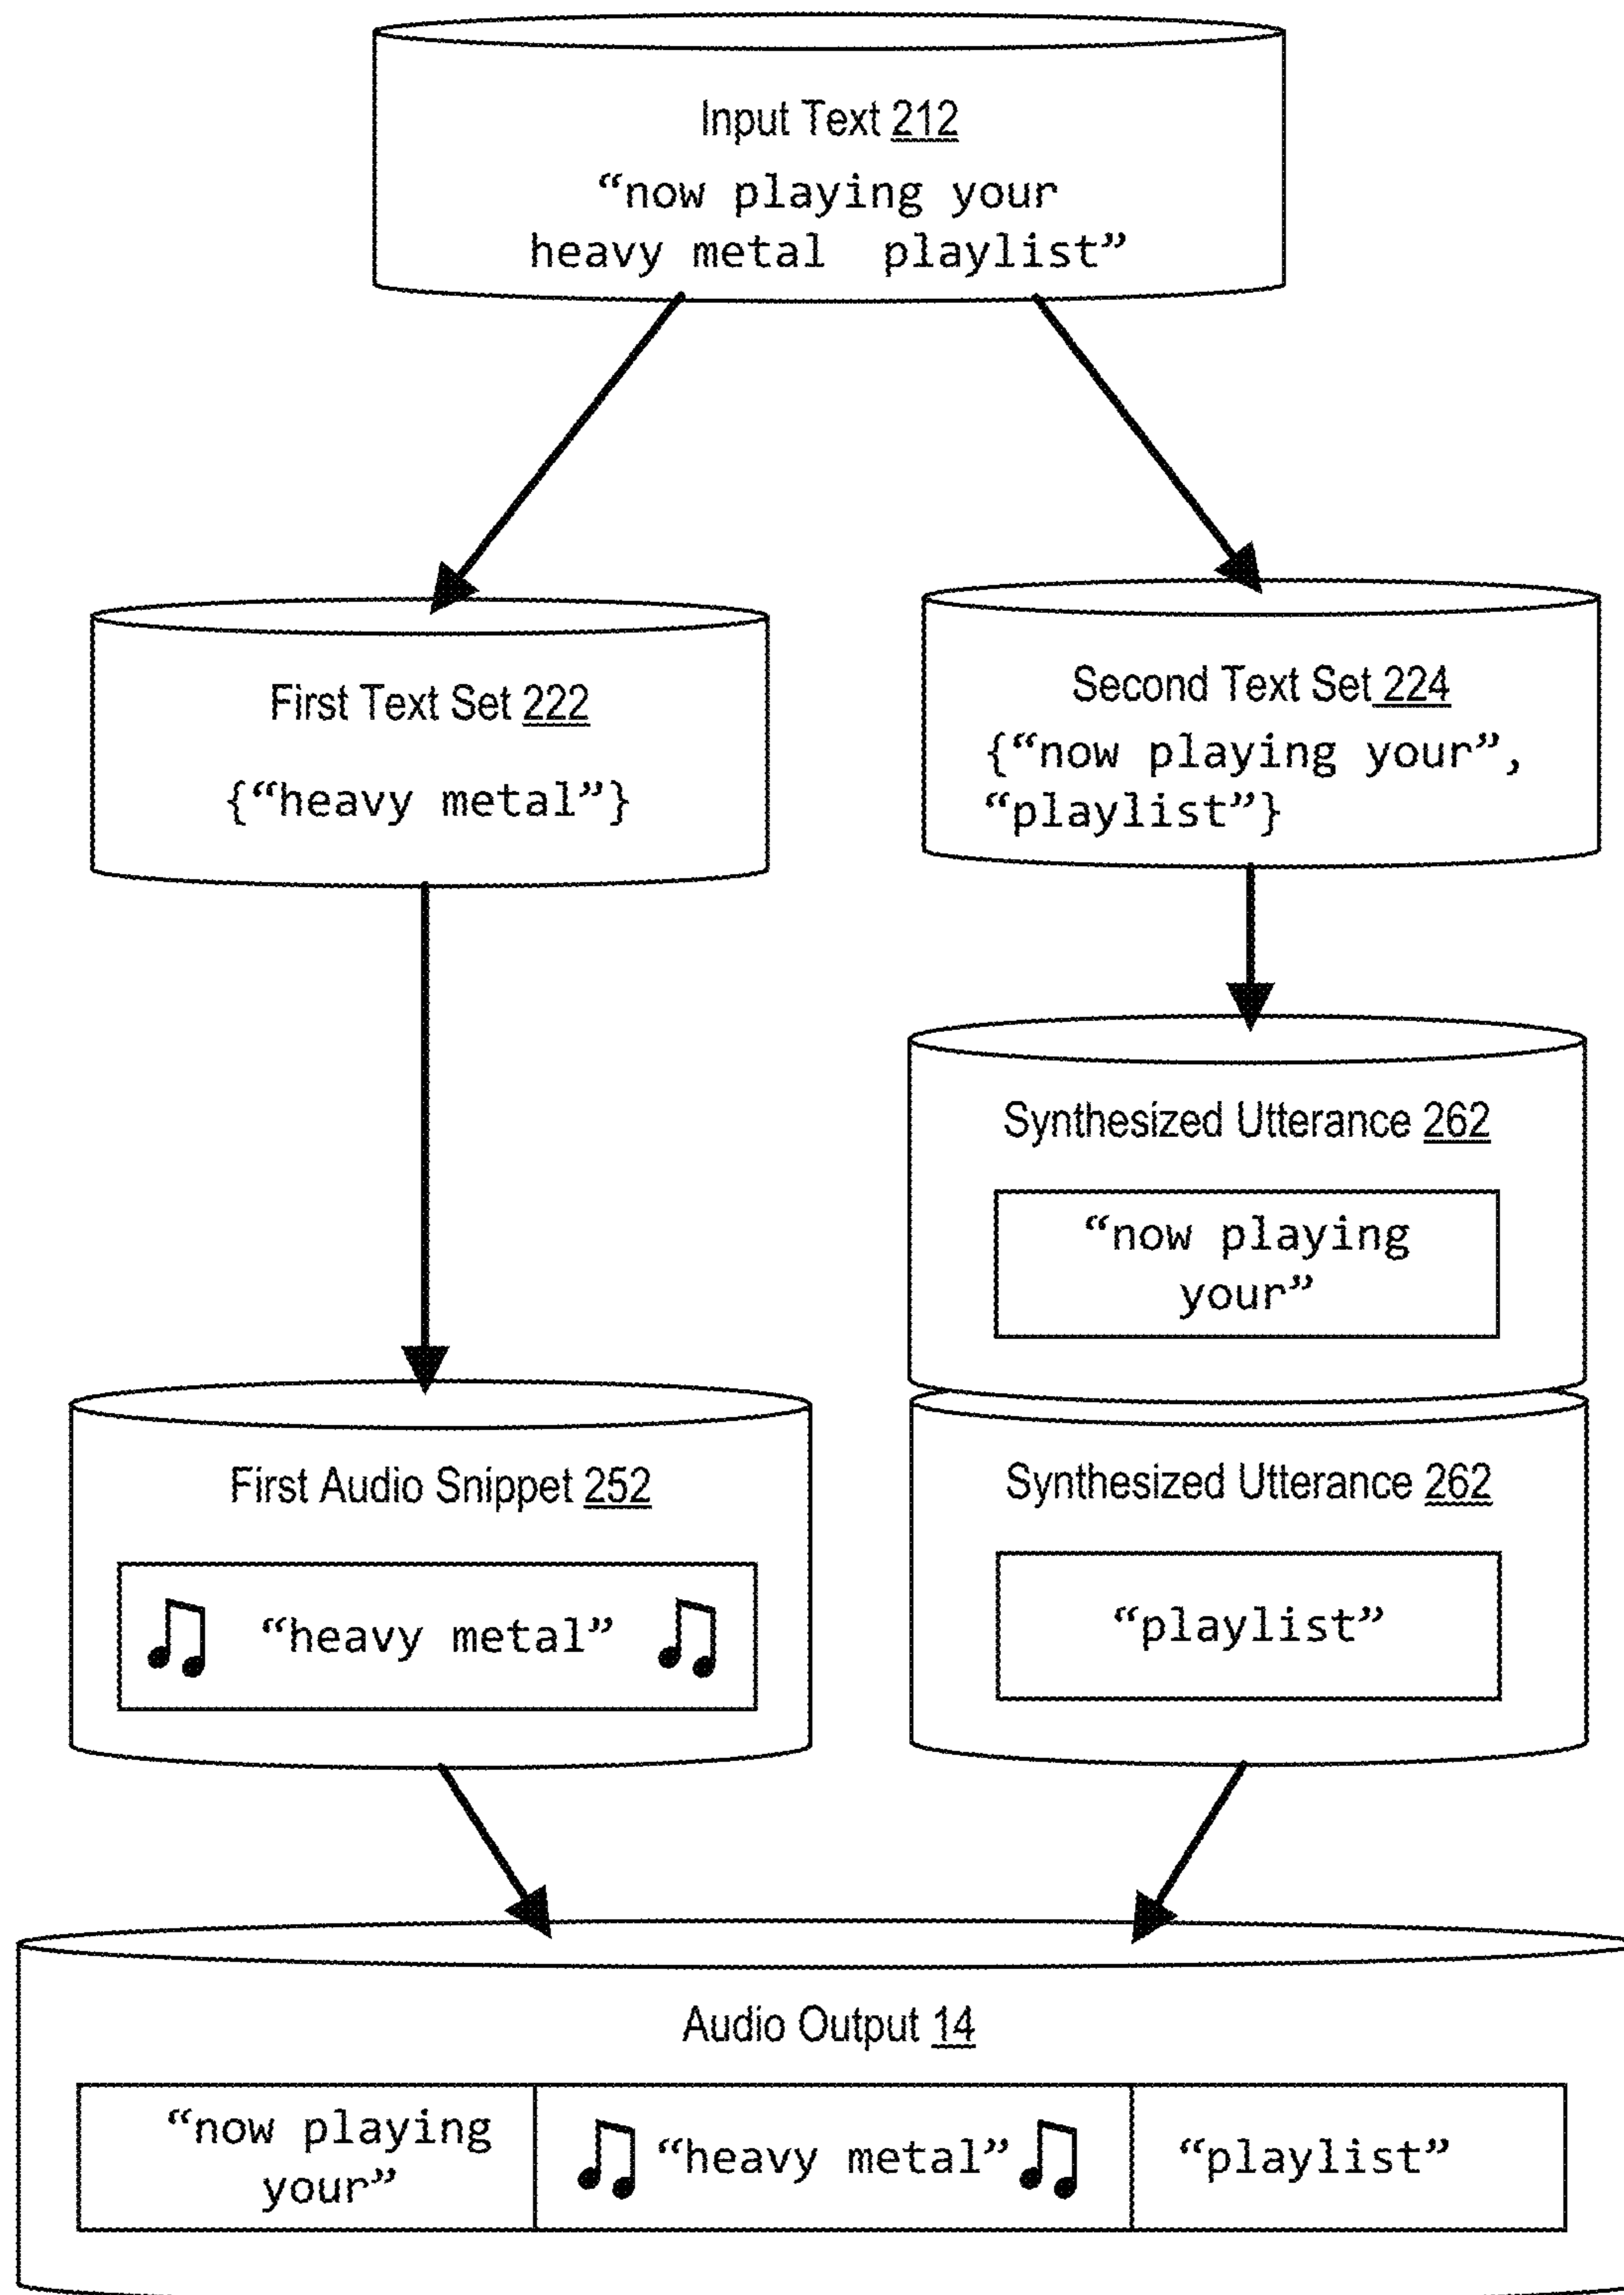 Input Text 212
“now playing your
heavy metal playlist”
First Text Set 222
{“heavy metal”}
Second Text Set 224
{“now playing your”,
“playlist”}
Synthesized Utterance 262
“now playing
your”
First Audio Snippet 252
“heavy metal”
Synthesized Utterance 262
“playlist”
Audio Output 14
“now playing
your”
“heavy metal”
“playlist”